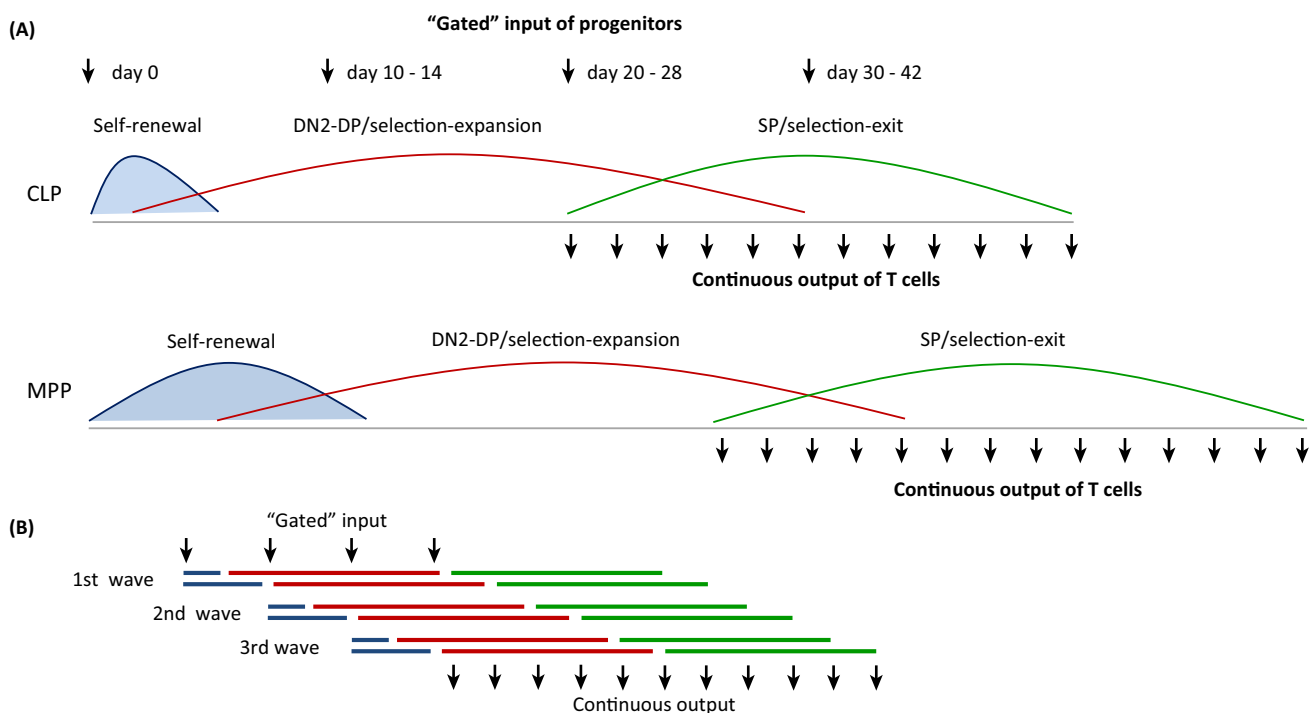 (A)
“Gated” input of progenitors
day 0
day 10 - 14
day 20 - 28
day 30 - 42
Self-renewal
DN2-DP/selection-expansion
SP/selection-exit
CLP
Continuous output of T cells
Self-renewal
DN2-DP/selection-expansion
SP/selection-exit
MPP
Continuous output of T cells
(B)
“Gated” input
1st wave
2nd wave
3rd wave
Continuous output